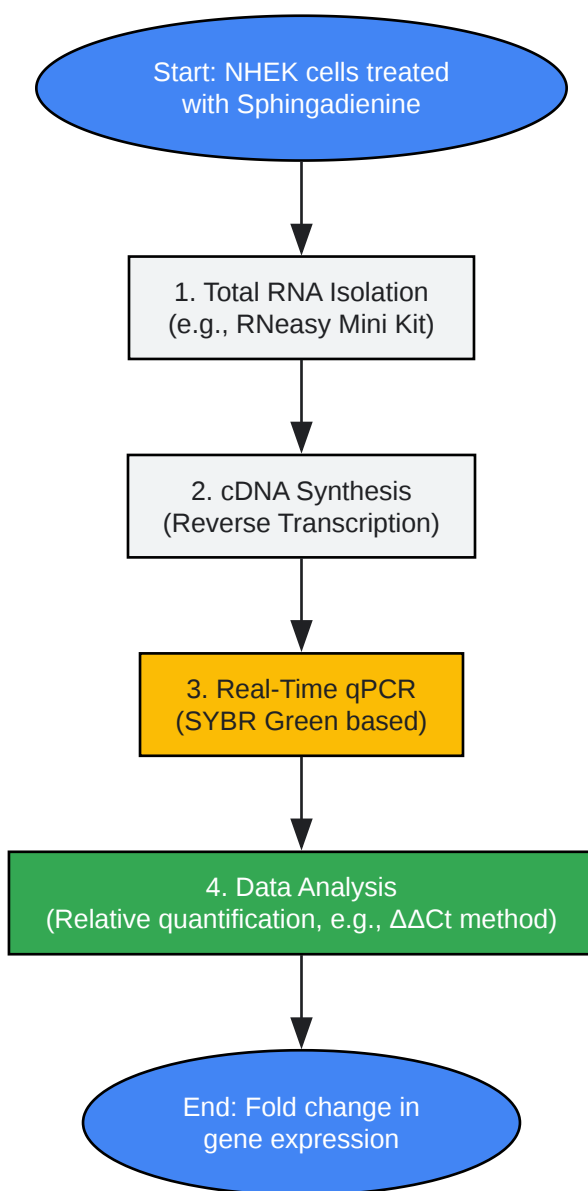 Start: NHEK cells treated
with Sphingadienine
1. Total RNA Isolation
(e.g., RNeasy Mini Kit)
2. cDNA Synthesis
(Reverse Transcription)
3. Real-Time qPCR
(SYBR Green based)
4. Data Analysis
(Relative quantification, e.g., ΔΔCt method)
End: Fold change in
gene expression